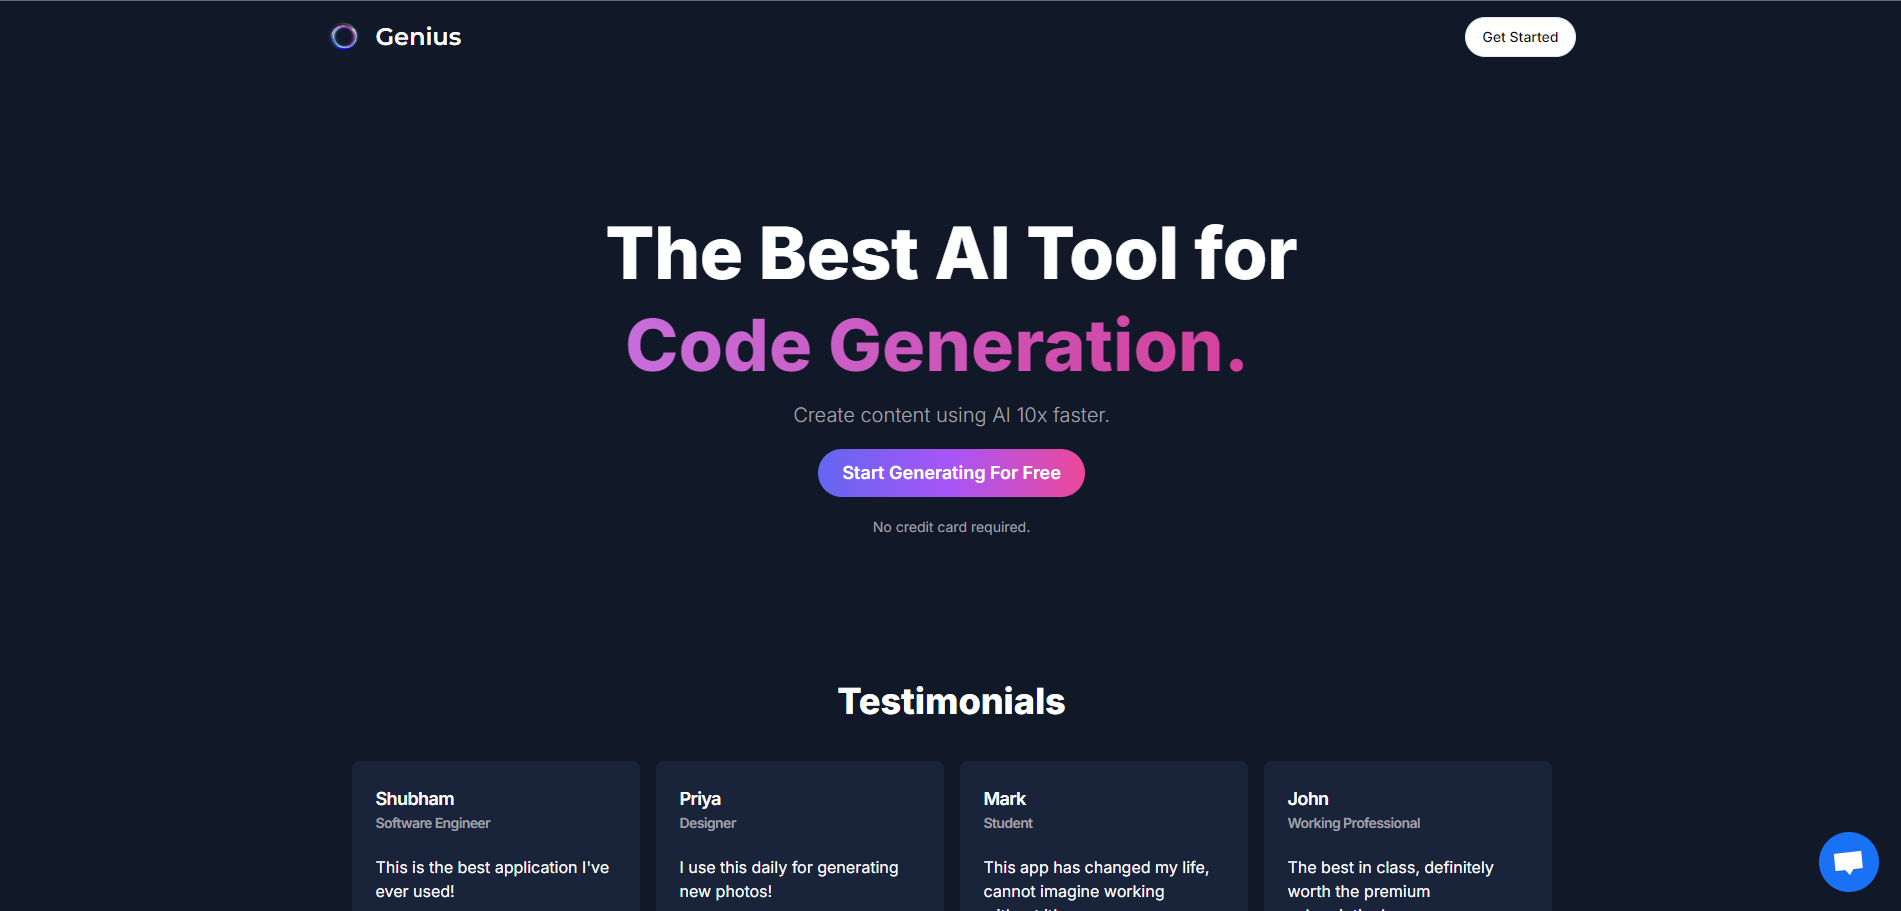 Genius
Get Started
The Best AI Tool for
Code Generation.
Create content using AI 10x faster.
Start Generating For Free
No credit card required.
Testimonials
Shubham
Software Engineer
This is the best application I've
ever used!
Priya
Designer
I use this daily for generating
new photos!
Mark
Student
This app has changed my life,
cannot imagine working
John
Working Professional
The best in class, definitely
worth the premium